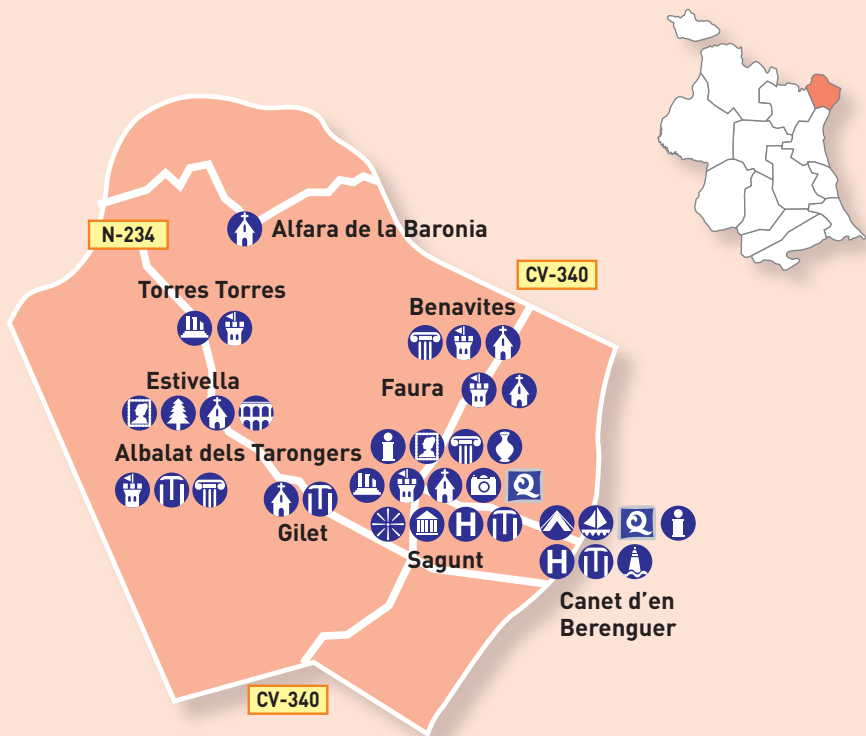 N-234
Alfara de la Baronia
CV-340
Torres Torres
Benavites
Estivella
Faura
Albalat dels Tarongers
Gilet
Sagunt
H
Q
H
Q
Canet d’en
Berenguer
CV-340